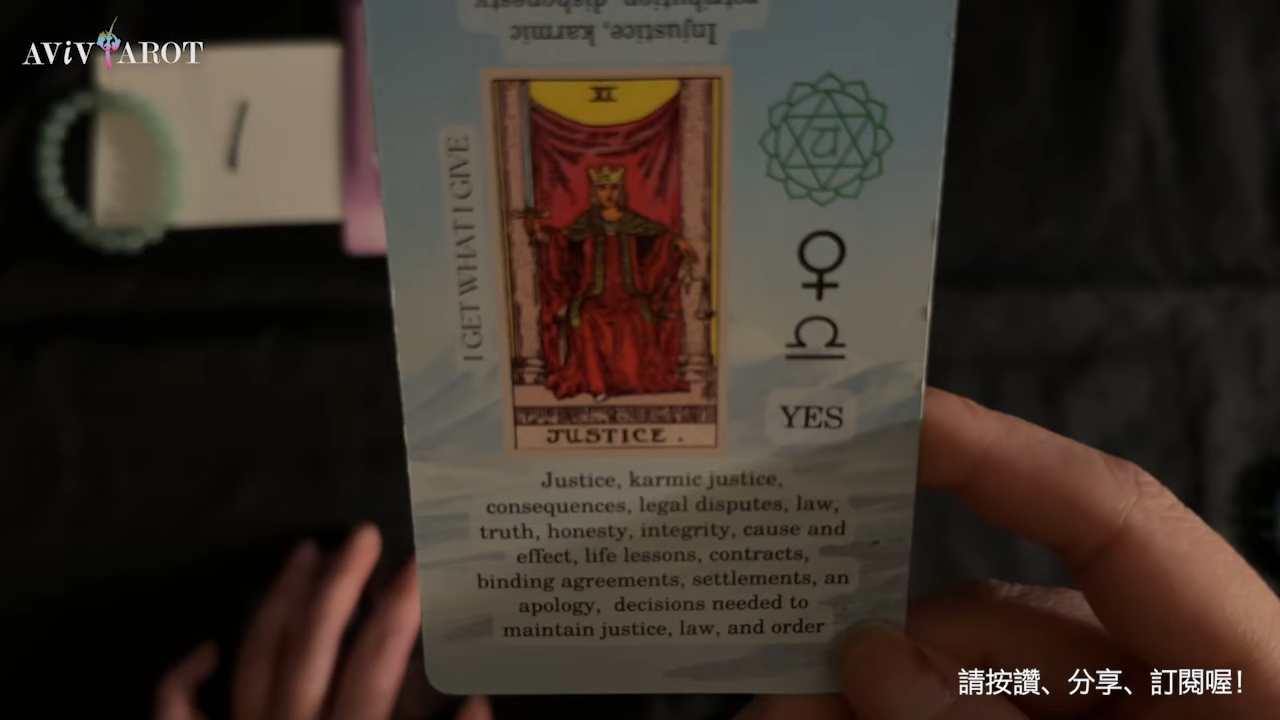 AViVTAROT
retribution, dishonesty
Injustice, karmic
I GET WHAT I GIVE
XI
JUSTICE.
YES
Justice, karmic justice,
consequences, legal disputes, law,
truth, honesty, integrity, cause and
effect, life lessons, contracts,
binding agreements, settlements, an
apology, decisions needed to
maintain justice, law, and order
請按讚、分享、訂閱喔!